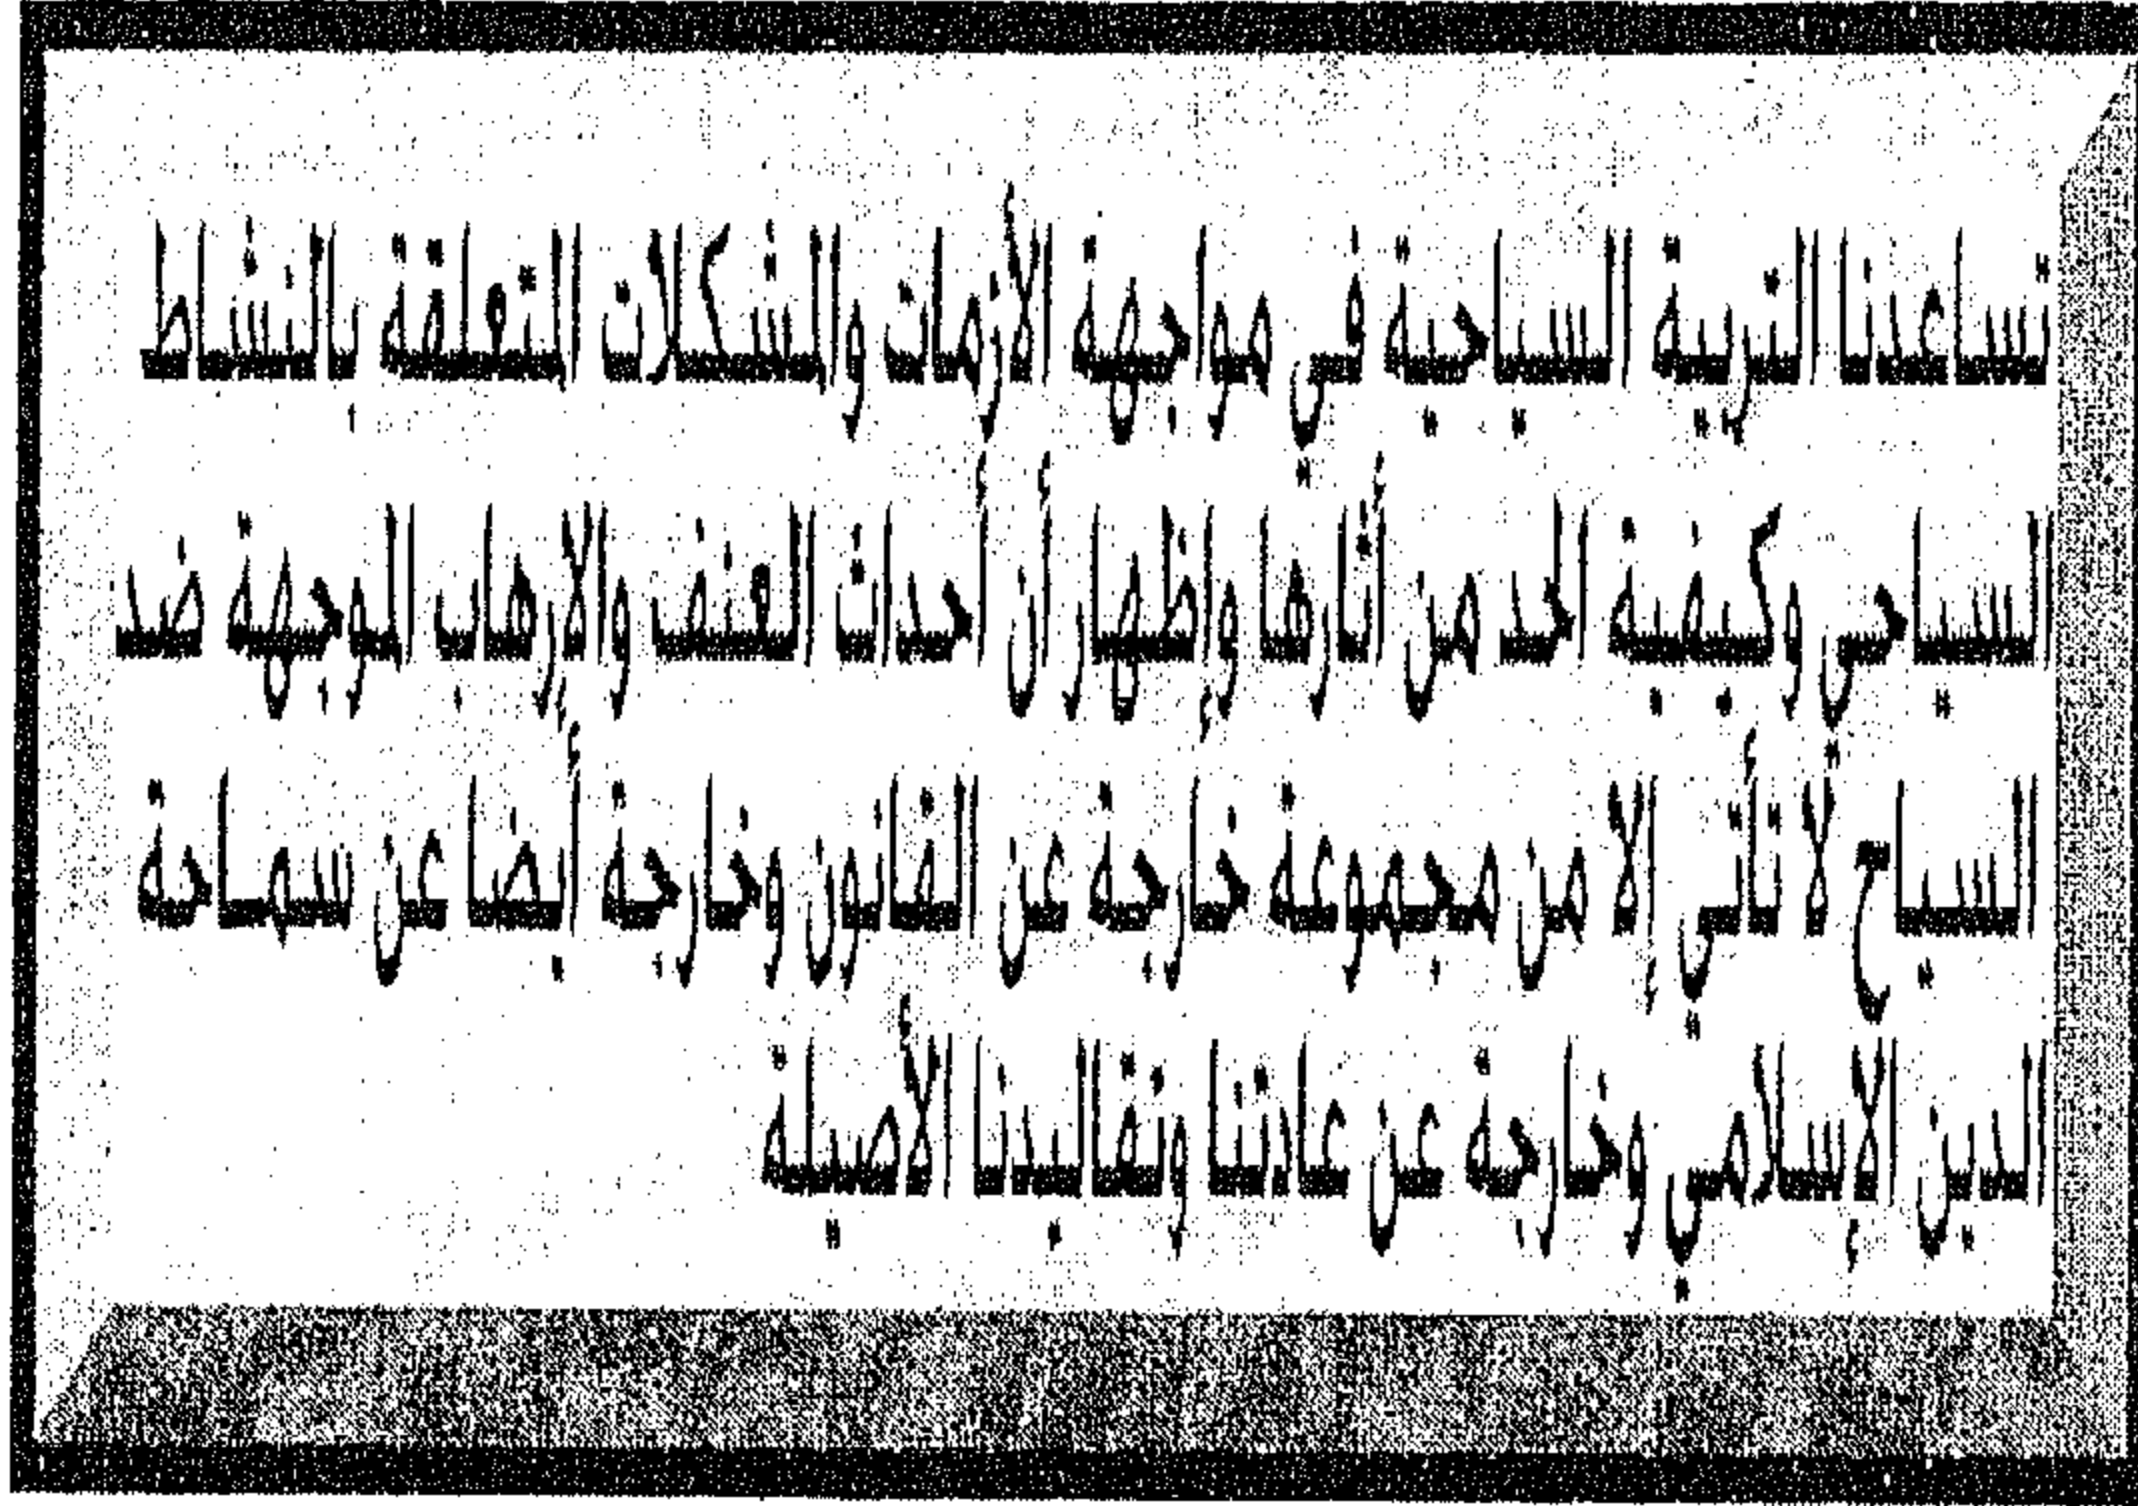 تساعدنا التربية السياحية في مواجهة الأزمات والمشكلات المتعلقة بالنشاط
السياحي وكيفية الحد من أثارها وإظهار أن أحداث العنف والإرهاب الموجهة ضد
السياح لا تأتي إلا من مجموعة خارجة عن القانون وخارجة أيضا عن سماحة
الدين الإسلامي وخارجة عن عادتنا وتقاليدنا الأصيلة